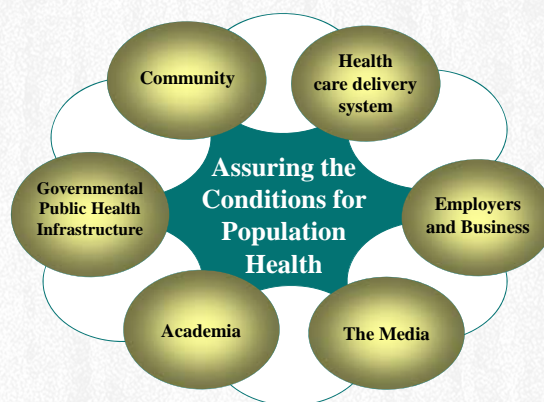 Community
Health
care delivery
system
Assuring the
Conditions for
Population
Health
Governmental
Public Health
Infrastructure
Employers
and Business
Academia
The Media